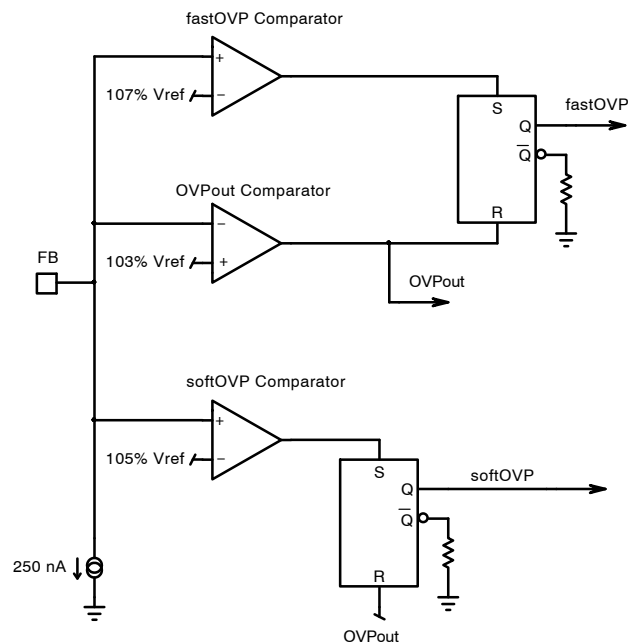 fastOVP Comparator
+
107% Vref
−
S
Q
fastOVP
Q
R
OVPout Comparator
−
103% Vref
+
OVPout
FB
softOVP Comparator
+
105% Vref
−
S
Q
softOVP
Q
R
250 nA
OVPout